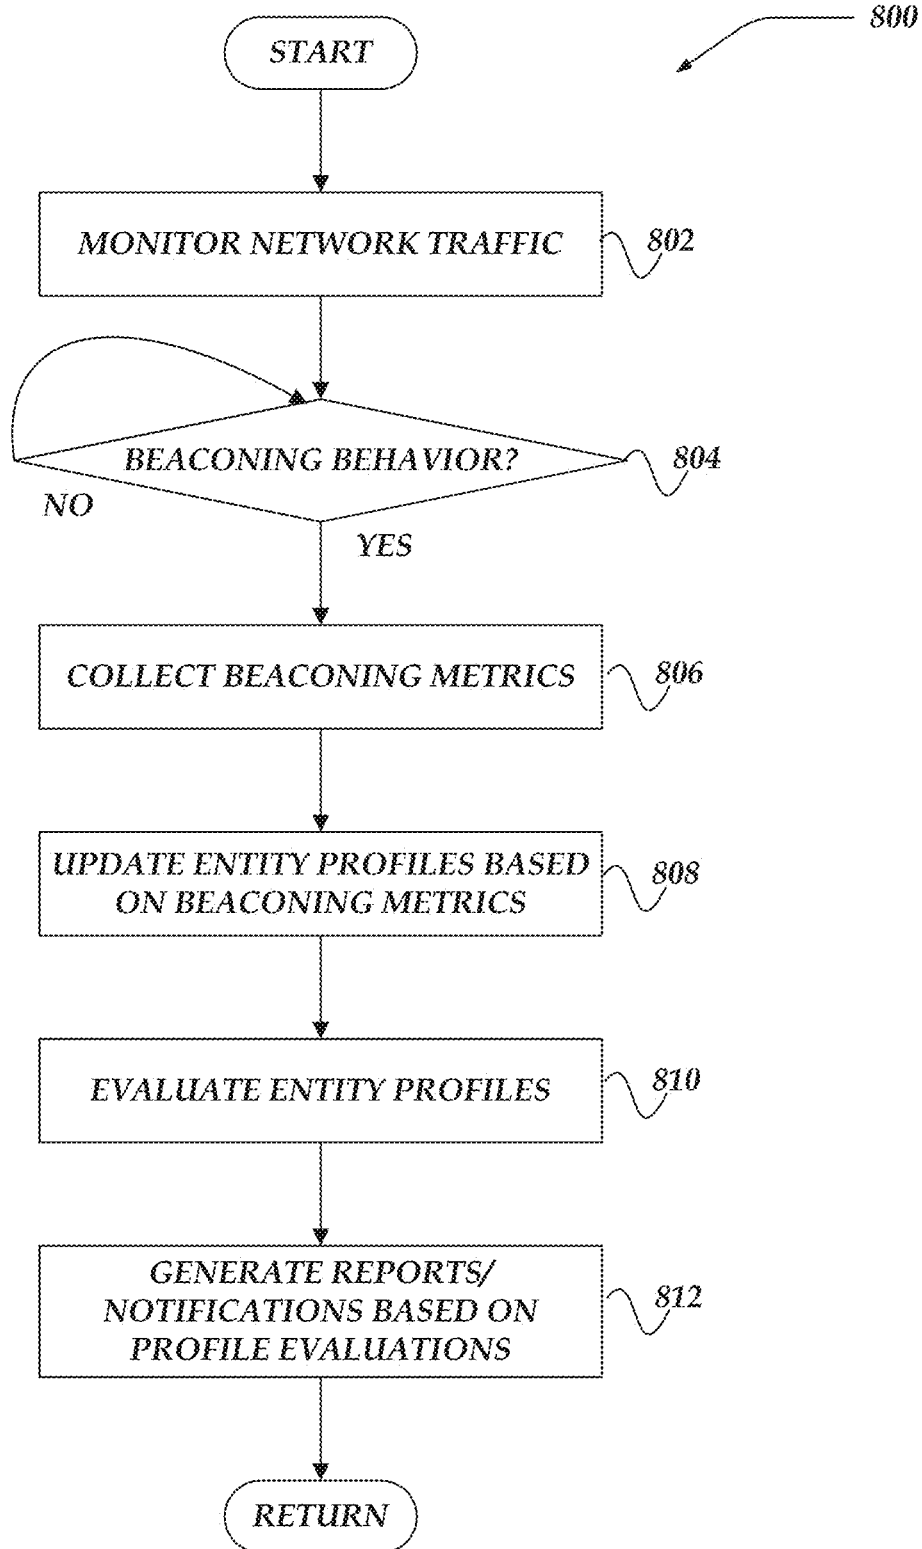 800
START
MONITOR NETWORK TRAFFIC
802
BEACONING BEHAVIOR?
804
NO
YES
COLLECT BEACONING METRICS
806
UPDATE ENTITY PROFILES BASED
ON BEACONING METRICS
808
EVALUATE ENTITY PROFILES
810
GENERATE REPORTS/
NOTIFICATIONS BASED ON
PROFILE EVALUATIONS
812
RETURN